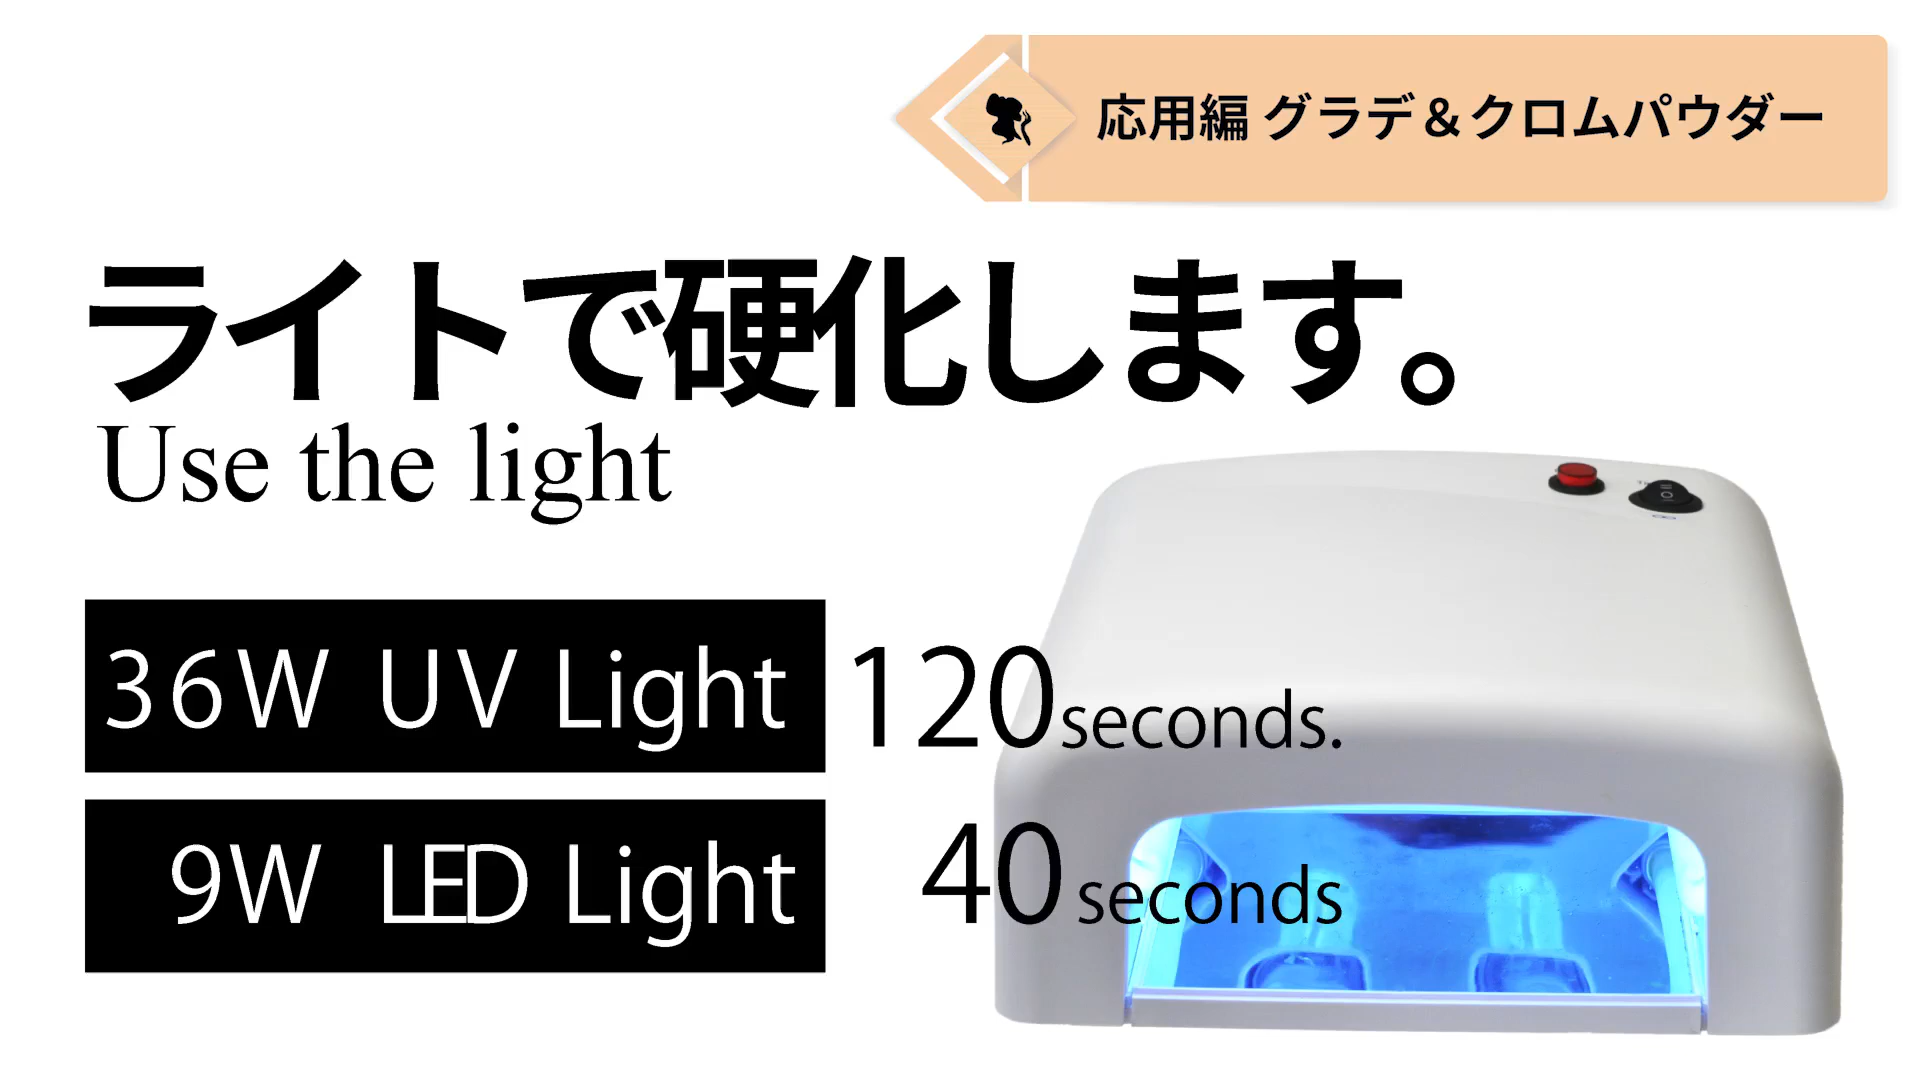 応用編 グラデ＆クロムパウダー
ライトで硬化します。
Use the light
36W UV Light 120seconds.
9W LED Light 40seconds